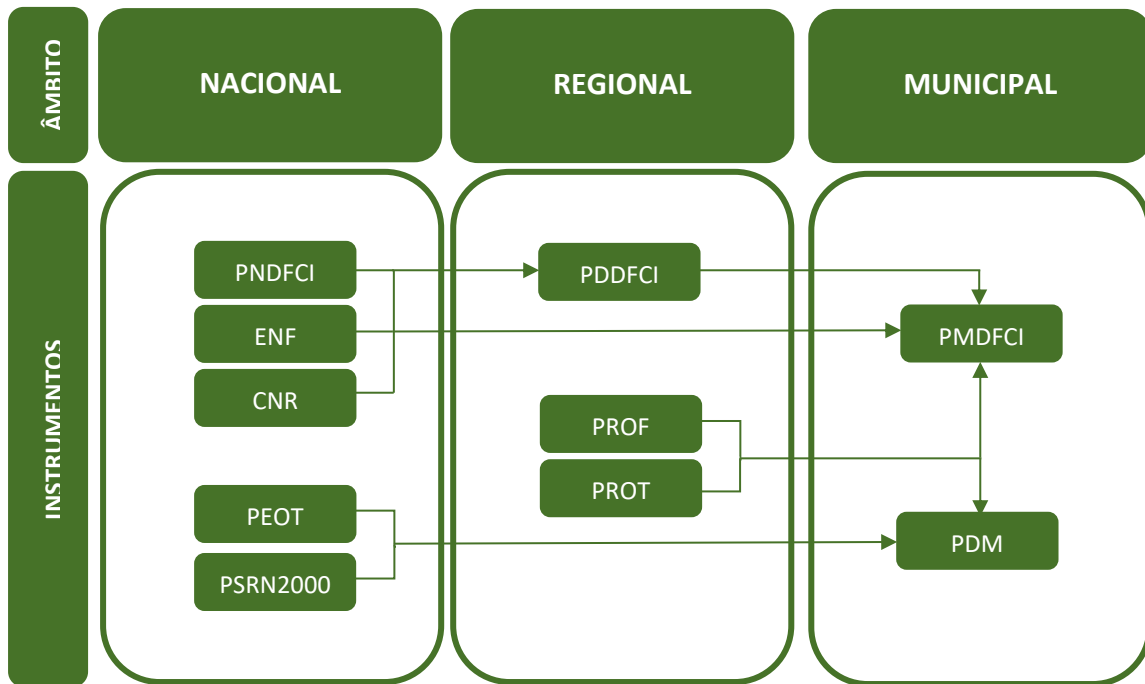 ÂMBITO
NACIONAL
REGIONAL
MUNICIPAL
INSTRUMENTOS
PNDFCI
ENF
CNR
PEOT
PSRN2000
PDDFCI
PROF
PROT
PMDFCI
PDM